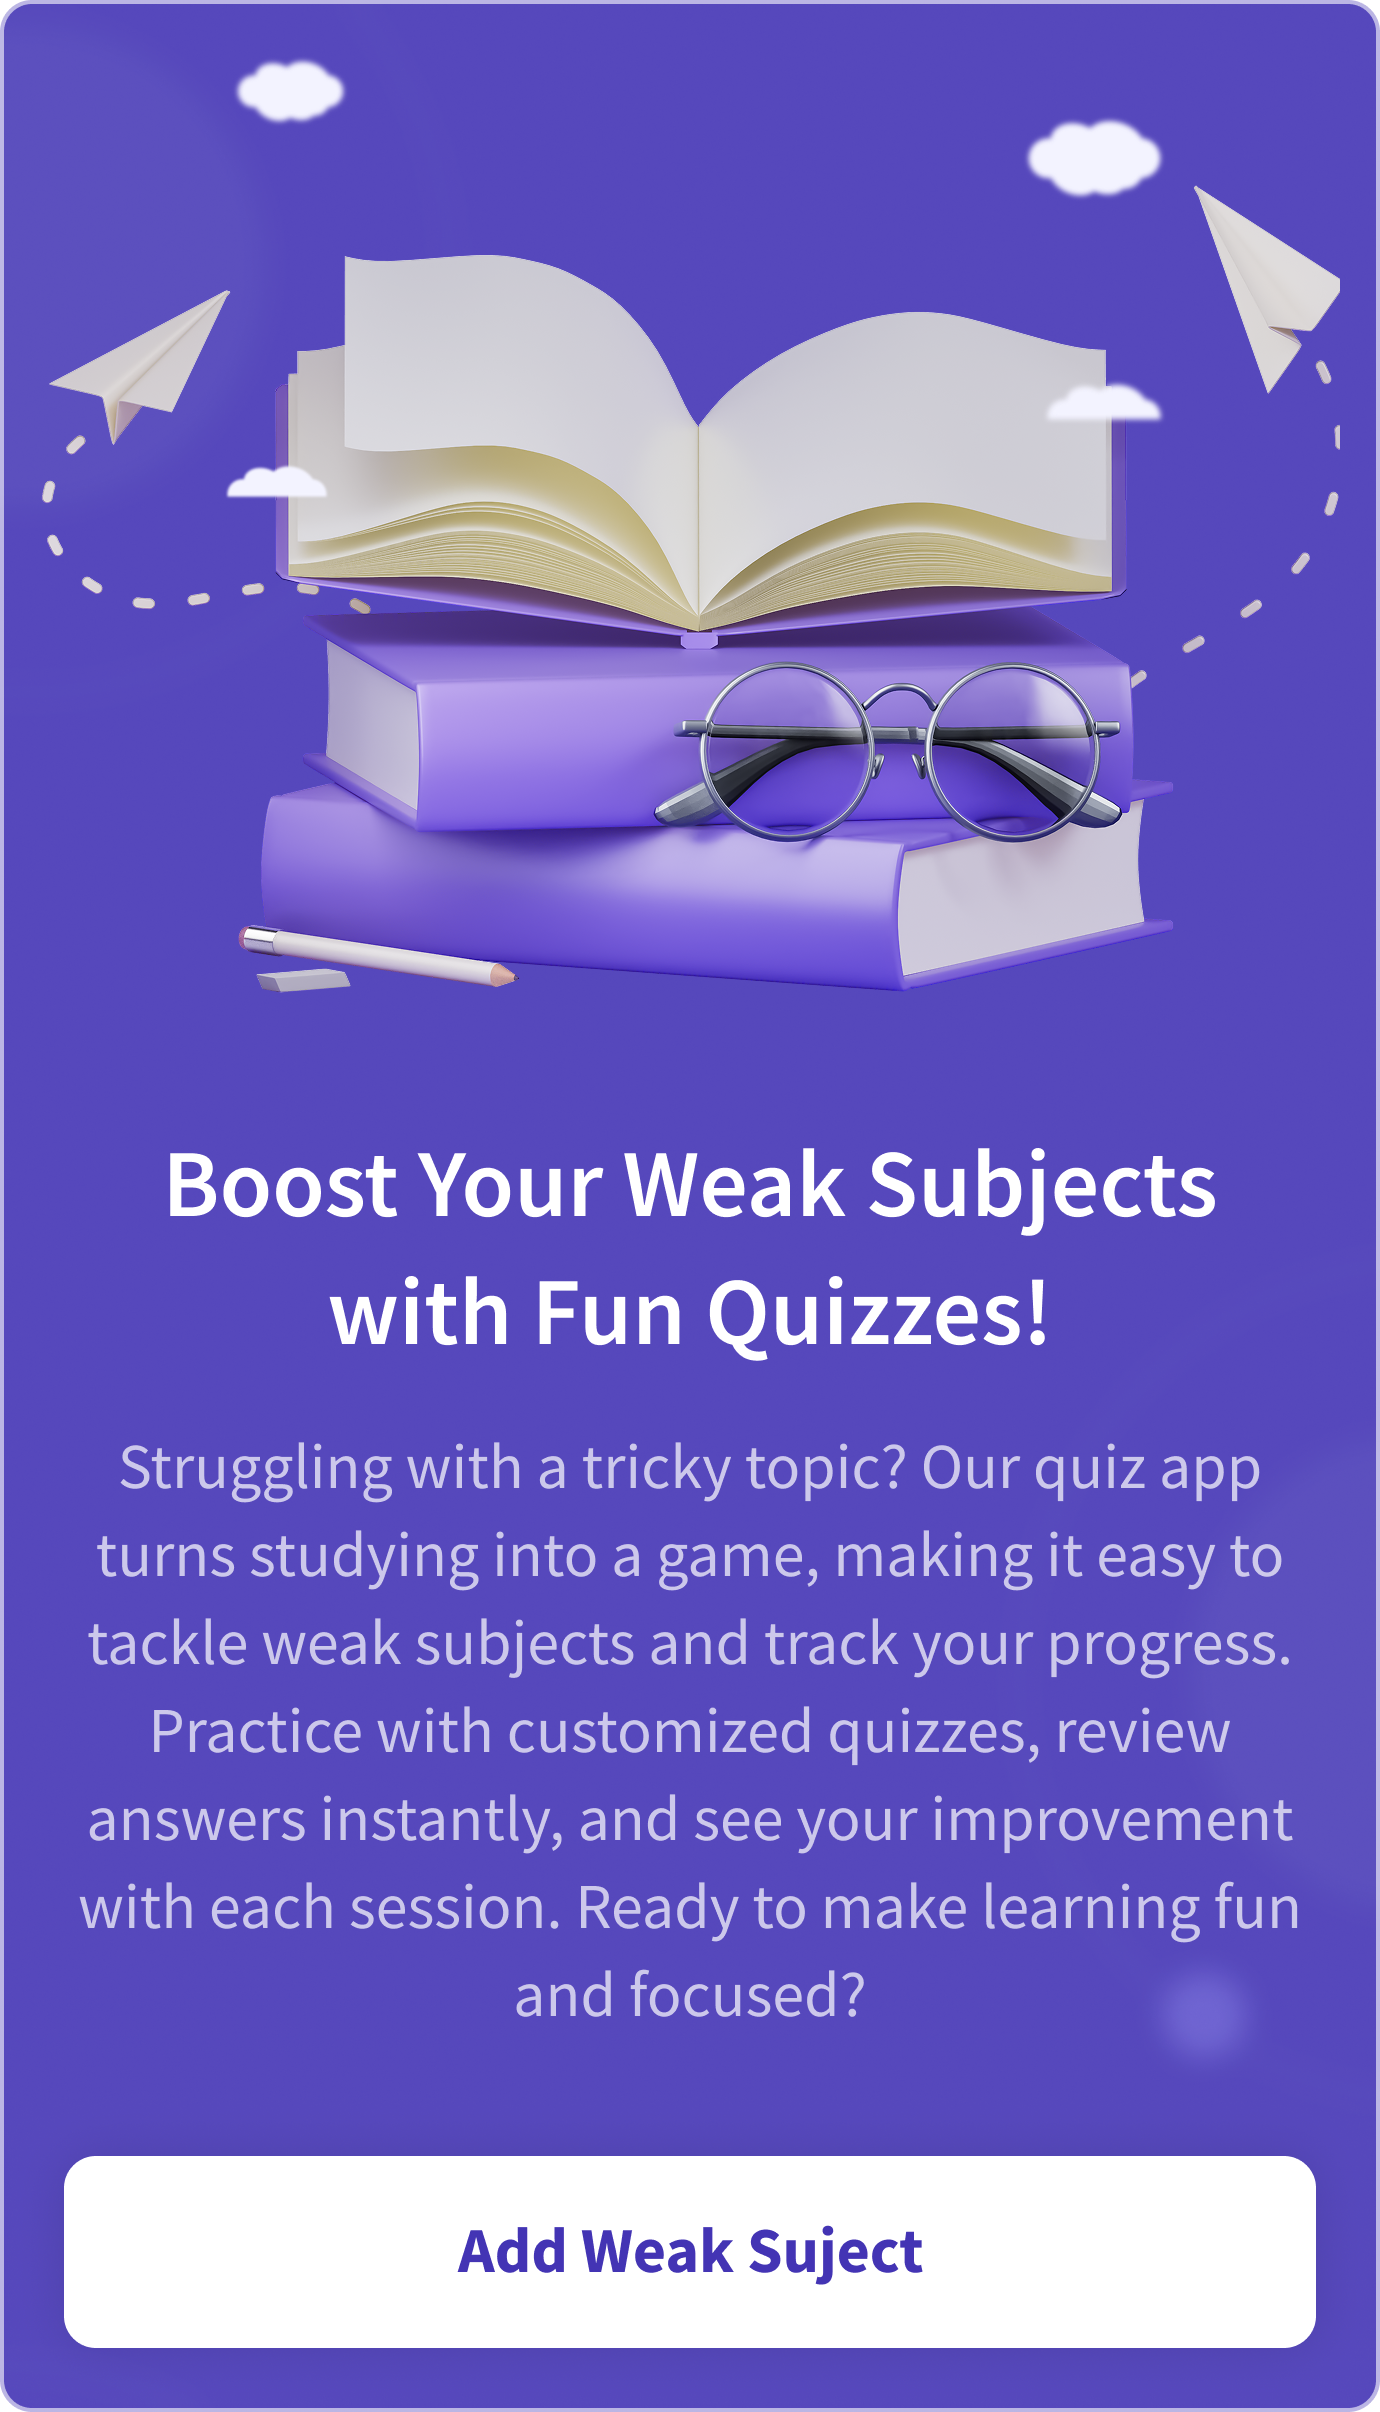 Boost Your Weak Subjects
with Fun Quizzes!
Struggling with a tricky topic? Our quiz app
turns studying into a game, making it easy to
tackle weak subjects and track your progress.
Practice with customized quizzes, review
answers instantly, and see your improvement
with each session. Ready to make learning fun
and focused?
Add Weak Suject